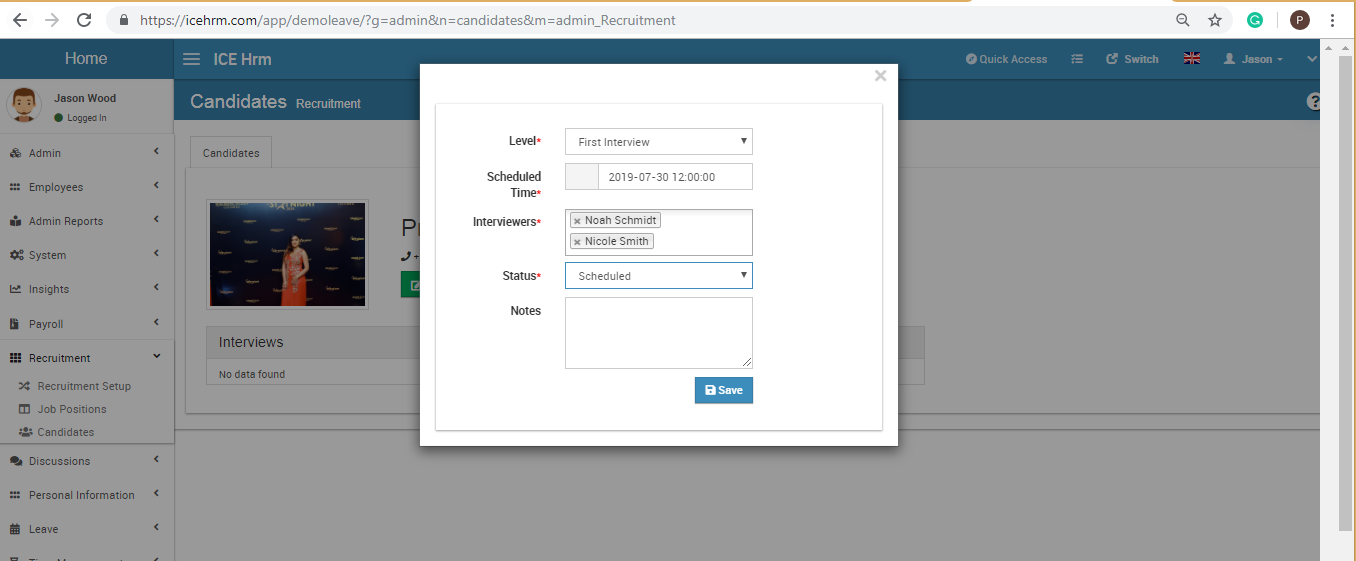 https://icehrm.com/app/demoleave/?g=admin&n=candidates&m=admin_Recruitment
P
Home
ICE Hrm
Quick Access
Switch
Jason
Jason Wood
Logged In
Candidates Recruitment
Candidates
Admin
Employees
Admin Reports
System
Insights
Payroll
Recruitment
Recruitment Setup
Job Positions
Candidates
Discussions
Personal Information
Leave
Interviews
No data found
×
Level*
First Interview
Scheduled
Time*
2019-07-30 12:00:00
Interviewers*
× Noah Schmidt
× Nicole Smith
Status*
Scheduled
Notes
Save